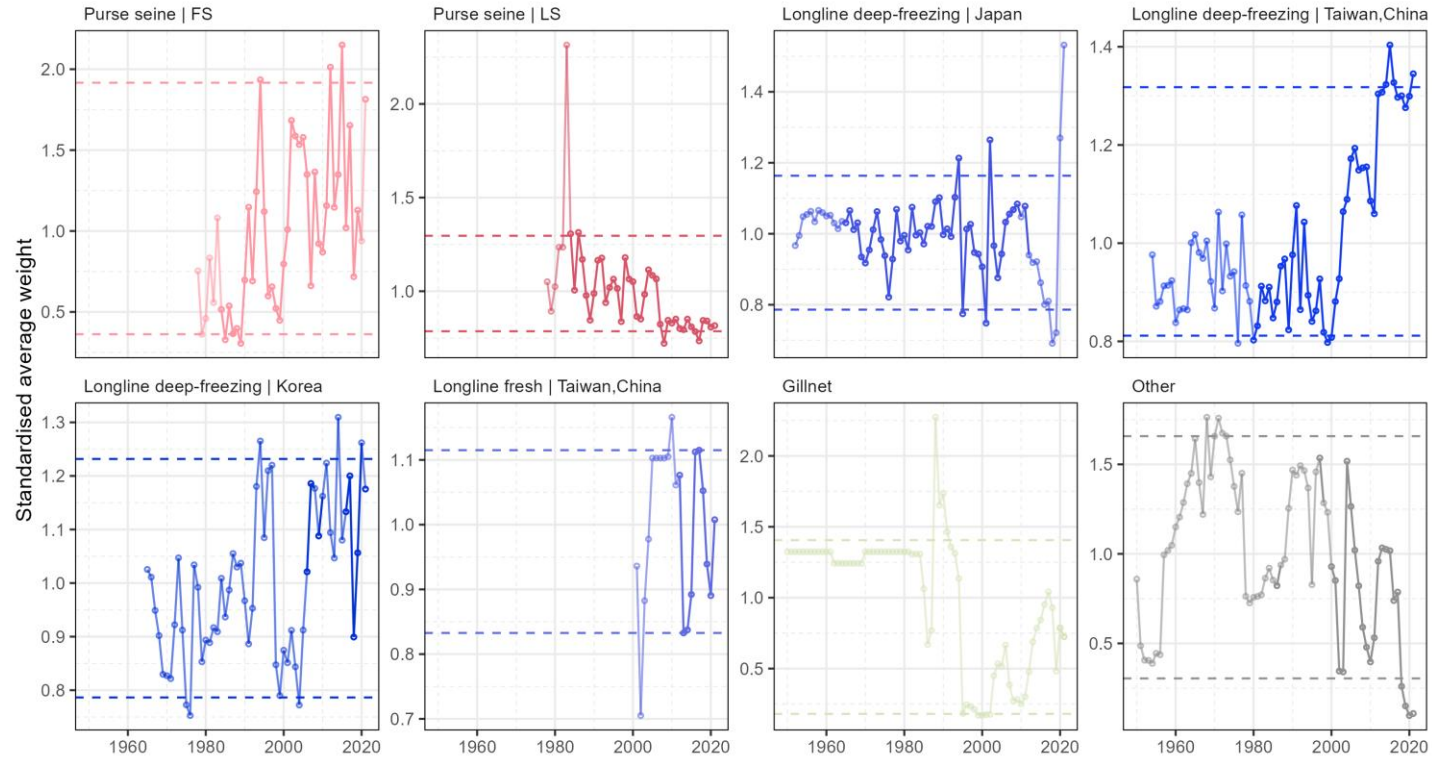 Purse seine | FS
Purse seine | LS
Longline deep-freezing | Japan
Longline deep-freezing | Taiwan,China
2.0
1.5
1.0
0.5
2.0
1.5
1.0
1.4
1.2
1.0
0.8
1.4
1.2
1.0
0.8
Standardised average weight
Longline deep-freezing | Korea
Longline fresh | Taiwan,China
Gillnet
Other
1.3
1.2
1.1
1.0
0.9
0.8
1.1
1.0
0.9
0.8
0.7
2.0
1.5
1.0
0.5
1.5
1.0
0.5
1960 1980 2000 2020
1960 1980 2000 2020
1960 1980 2000 2020
1960 1980 2000 2020